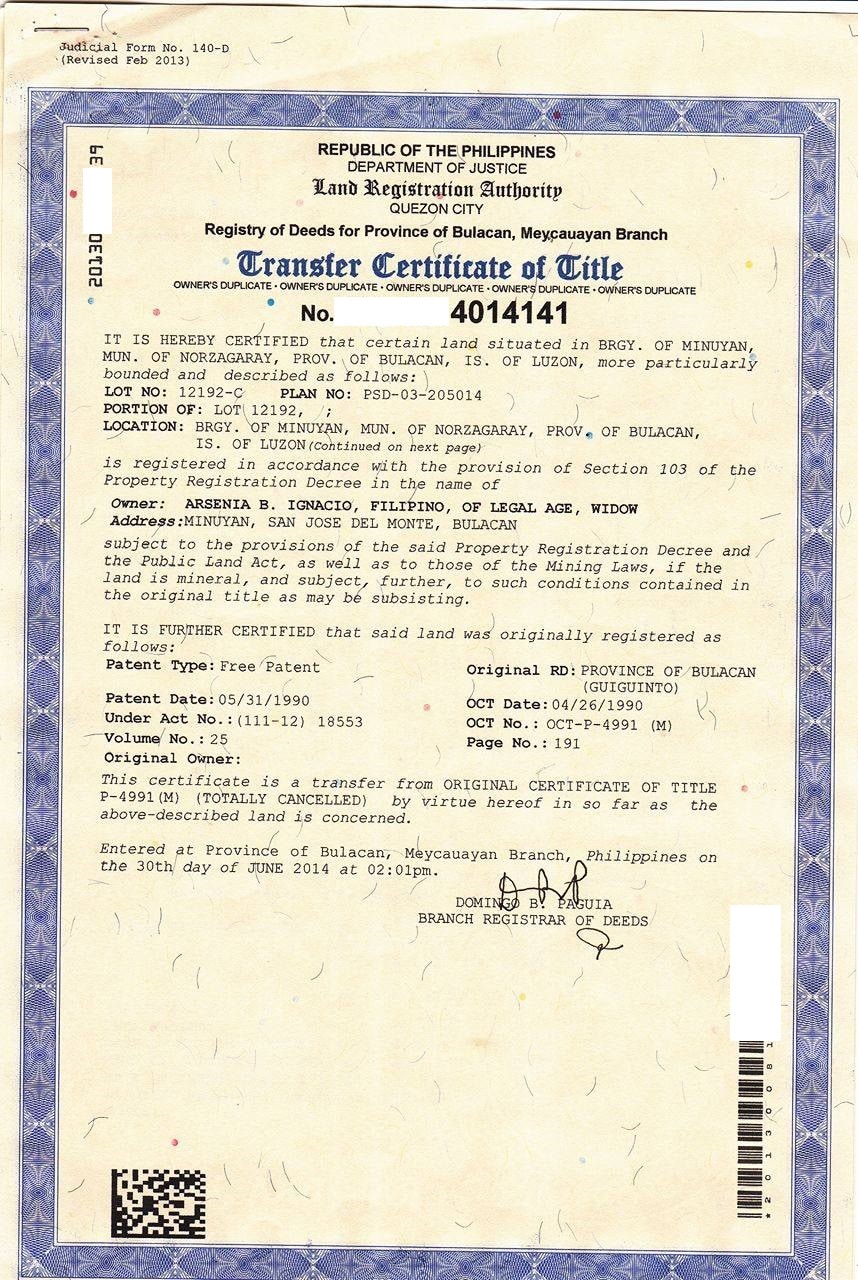 Judicial Form No. 140-D
(Revised Feb 2013)
REPUBLIC OF THE PHILIPPINES
DEPARTMENT OF JUSTICE
Land Registration Authority
QUEZON CITY
Registry of Deeds for Province of Bulacan, Meycauayan Branch
Transfer Certificate of Title
OWNER'S DUPLICATE • OWNER'S DUPLICATE • OWNER'S DUPLICATE • OWNER'S DUPLICATE • OWNER'S DUPLICATE
No. 4014141
IT IS HEREBY CERTIFIED that certain land situated in BRGY. OF MINUYAN,
MUN. OF NORZAGARAY, PROV. OF BULACAN, IS. OF LUZON, more particularly
bounded and described as follows:
LOT NO: 12192-C PLAN NO: PSD-03-205014
PORTION OF: LOT 12192, ;
LOCATION: BRGY. OF MINUYAN, MUN. OF NORZAGARAY, PROV. OF BULACAN,
IS. OF LUZON (Continued on next page)
is registered in accordance with the provision of Section 103 of the
Property Registration Decree in the name of
Owner: ARSENIA B. IGNACIO, FILIPINO, OF LEGAL AGE, WIDOW
Address: MINUYAN, SAN JOSE DEL MONTE, BULACAN
subject to the provisions of the said Property Registration Decree and
the Public Land Act, as well as to those of the Mining Laws, if the
land is mineral, and subject, further, to such conditions contained in
the original title as may be subsisting.
IT IS FURTHER CERTIFIED that said land was originally registered as
follows:
Patent Type: Free Patent
Original RD: PROVINCE OF BULACAN
(GUIGUINTO)
Patent Date: 05/31/1990
OCT Date: 04/26/1990
Under Act No.: (111-12) 18553
OCT No.: OCT-P-4991 (M)
Volume No.: 25
Page No.: 191
Original Owner:
This certificate is a transfer from ORIGINAL CERTIFICATE OF TITLE
P-4991(M) (TOTALLY CANCELLED) by virtue hereof in so far as the
above-described land is concerned.
Entered at Province of Bulacan, Meycauayan Branch, Philippines on
the 30th day of JUNE 2014 at 02:01pm.
DOMINGO B. PAGUIA
BRANCH REGISTRAR OF DEEDS